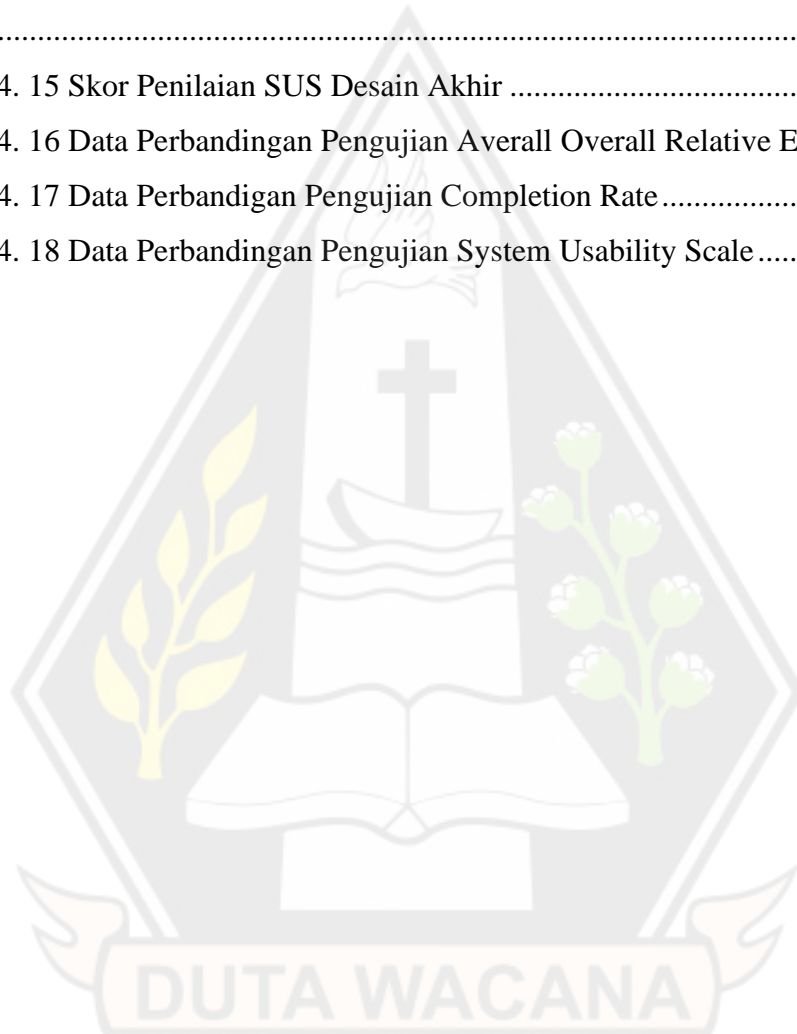 ................................................................................................
4. 15 Skor Penilaian SUS Desain Akhir ....................................
4. 16 Data Perbandingan Pengujian Averall Overall Relative E
4. 17 Data Perbandigan Pengujian Completion Rate.................
4. 18 Data Perbandingan Pengujian System Usability Scale.....
DUTA WACANA